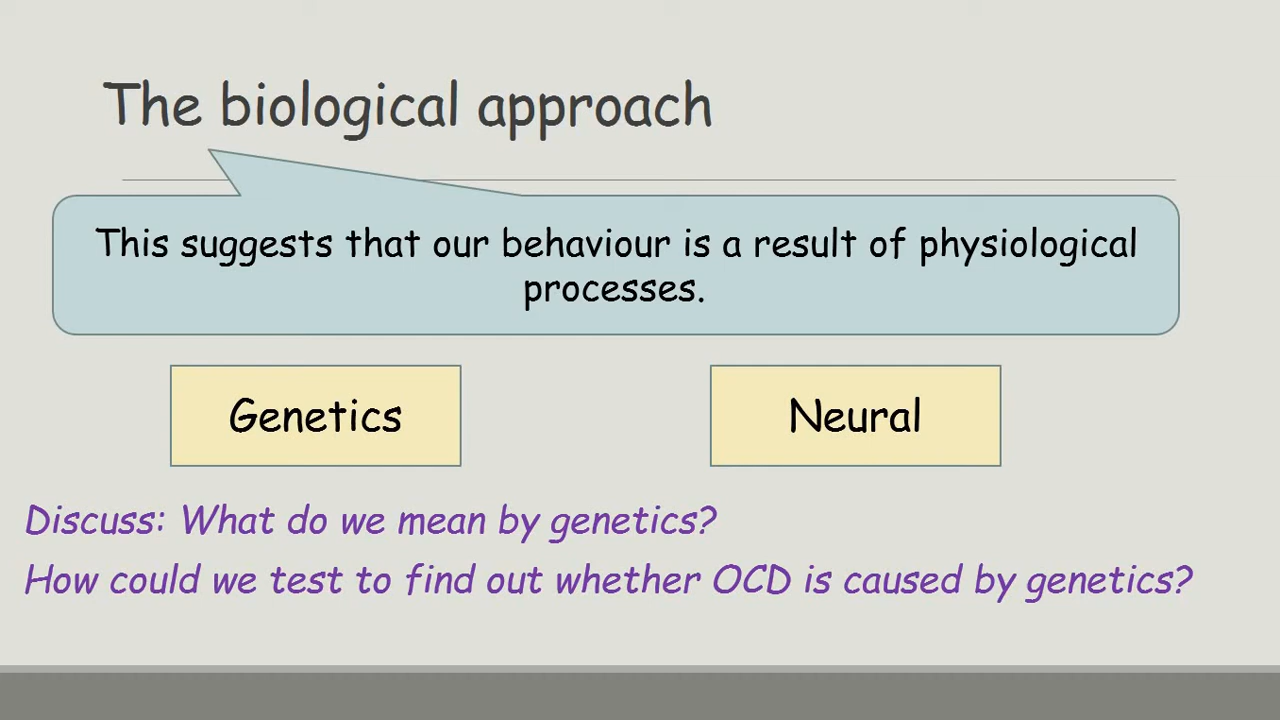 The biological approach
This suggests that our behaviour is a result of physiological
processes.
Genetics
Neural
Discuss: What do we mean by genetics?
How could we test to find out whether OCD is caused by genetics?